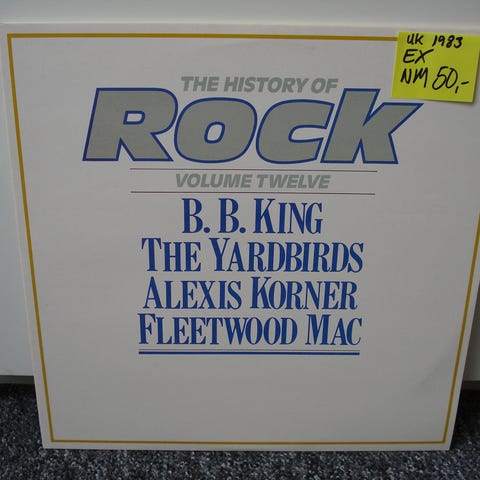 UK 1983
EX
NM 50,-
THE HISTORY OF
ROCK
VOLUME TWELVE
B. B. KING
THE YARDBIRDS
ALEXIS KORNER
FLEETWOOD MAC